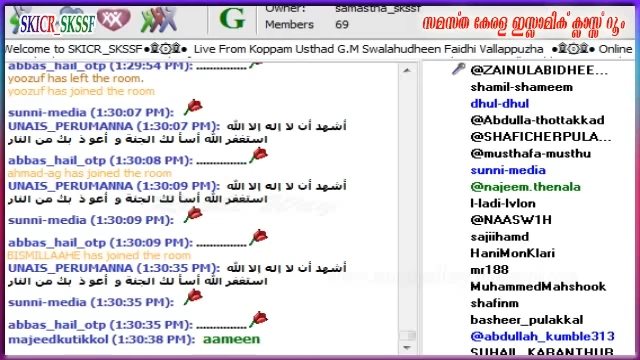 SKICR_SKSSF
G
Owner: samastha_skssf
Members 69
സമസ്ത കേരള ഇസ്ലാമിക് ക്ലാസ്സ് റൂം
Welcome to SKICR_SKSSF●۩۞۩● Live From Koppam Usthad G.M Swalahudheen Faidhi Vallappuzha ●۩۞۩● Online
abbas_hail_otp (1:29:54 PM): ...............
yoozuf has left the room.
yoozuf has joined the room
sunni-media (1:30:07 PM):
UNAIS_PERUMANNA (1:30:07 PM): أشهد أن لا إله إلا الله
استغفر الله أسألك الجنة و أعوذ بك من النار
abbas_hail_otp (1:30:08 PM): ...............
ahmad-ag has joined the room
UNAIS_PERUMANNA (1:30:09 PM): أشهد أن لا إله إلا الله
استغفر الله أسألك الجنة و أعوذ بك من النار
sunni-media (1:30:09 PM):
abbas_hail_otp (1:30:09 PM): ...............
BISMILLAAHE has joined the room
UNAIS_PERUMANNA (1:30:35 PM): أشهد أن لا إله إلا الله
استغفر الله أسألك الجنة و أعوذ بك من النار
sunni-media (1:30:35 PM):
abbas_hail_otp (1:30:35 PM): ...............
majeedkutikkol (1:30:38 PM): aameen
@ZAINULABIDHEE...
shamil-shameem
dhul-dhul
@Abdulla-thottakkad
@SHAFICHERPULA...
@musthafa-musthu
sunni-media
@najeem.thenala
l-ladi-lvlon
@NAASW1H
sajiihamd
HaniMonKlari
mr188
MuhammedMahshook
shafinm
basheer_pulakkal
@abdullah_kumble313
SUHAIL_KARANTHUR